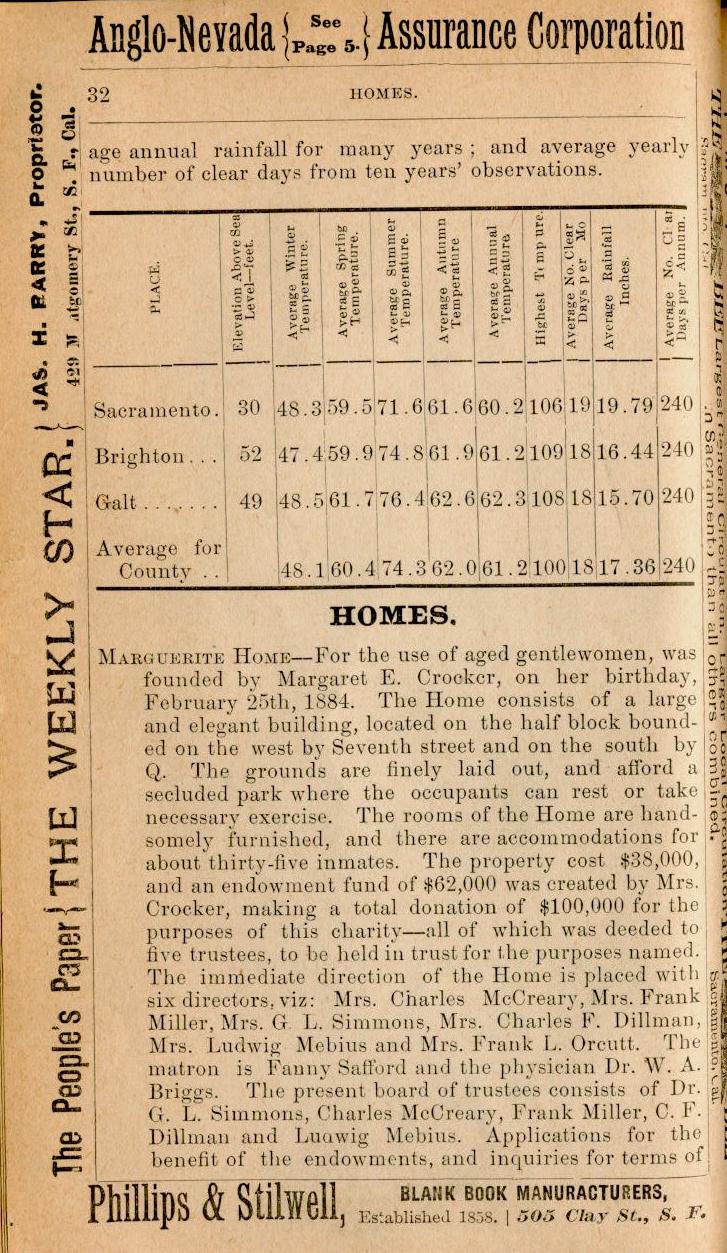 Anglo-Nevada { See Page 5. } Assurance Corporation
32 HOMES.
age annual rainfall for many years ; and average yearly
number of clear days from ten years' observations.
PLACE. | Elevation Above Sea Level—feet. | Average Winter Temperature. | Average Spring Temperature. | Average Summer Temperature. | Average Autumn Temperature | Average Annual Temperature. | Highest T mp ure. | Average No. Clear Days per Mo | Average Rainfall Inches. | Average No. Cl ar Days per Annum.
Sacramento. 30 48.3 59.5 71.6 61.6 60.2 106 19 19.79 240
Brighton . . . 52 47.4 59.9 74.8 61.9 61.2 109 18 16.44 240
Galt . . . . . . . . 49 48.5 61.7 76.4 62.6 62.3 108 18 15.70 240
Average for
County . . 48.1 60.4 74.3 62.0 61.2 100 18 17.36 240
HOMES.
MARGUERITE HOME—For the use of aged gentlewomen, was
founded by Margaret E. Crocker, on her birthday,
February 25th, 1884. The Home consists of a large
and elegant building, located on the half block bound-
ed on the west by Seventh street and on the south by
Q. The grounds are finely laid out, and afford a
secluded park where the occupants can rest or take
necessary exercise. The rooms of the Home are hand-
somely furnished, and there are accommodations for
about thirty-five inmates. The property cost $38,000,
and an endowment fund of $62,000 was created by Mrs.
Crocker, making a total donation of $100,000 for the
purposes of this charity—all of which was deeded to
five trustees, to be held in trust for the purposes named.
The immediate direction of the Home is placed with
six directors, viz: Mrs. Charles McCreary, Mrs. Frank
Miller, Mrs. G. L. Simmons, Mrs. Charles F. Dillman,
Mrs. Ludwig Mebius and Mrs. Frank L. Orcutt. The
matron is Fanny Safford and the physician Dr. W. A.
Briggs. The present board of trustees consists of Dr.
G. L. Simmons, Charles McCreary, Frank Miller, C. F.
Dillman and Ludwig Mebius. Applications for the
benefit of the endowments, and inquiries for terms of
Phillips & Stilwell, BLANK BOOK MANURACTURERS,
Established 1858. | 505 Clay St., S. F.
The People's Paper { THE WEEKLY STAR. } JAS. H. BARRY, Proprietor.
429 M ntgomery St., S. F., Cal.
in Sacramento than all others combined.
Sacramento, Cal.